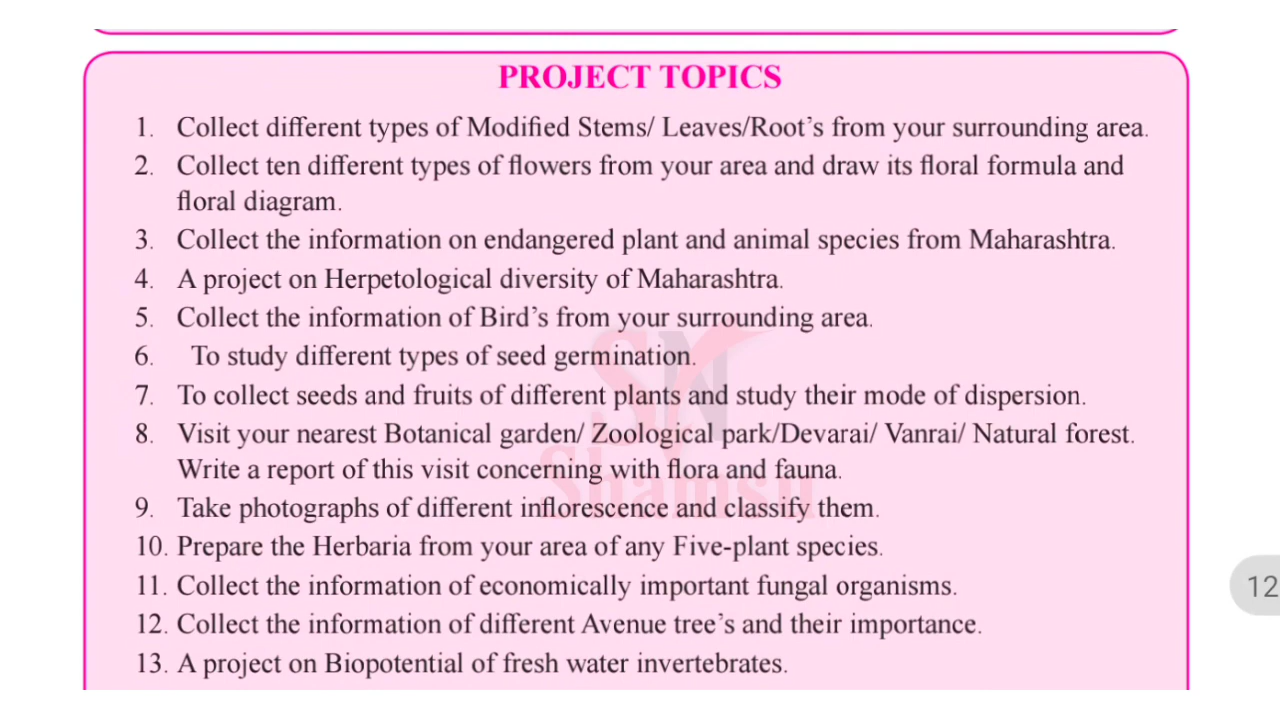 PROJECT TOPICS
1. Collect different types of Modified Stems/ Leaves/Root’s from your surrounding area.
2. Collect ten different types of flowers from your area and draw its floral formula and
floral diagram.
3. Collect the information on endangered plant and animal species from Maharashtra.
4. A project on Herpetological diversity of Maharashtra.
5. Collect the information of Bird’s from your surrounding area.
6. To study different types of seed germination.
7. To collect seeds and fruits of different plants and study their mode of dispersion.
8. Visit your nearest Botanical garden/ Zoological park/Devarai/ Vanrai/ Natural forest.
Write a report of this visit concerning with flora and fauna.
9. Take photographs of different inflorescence and classify them.
10. Prepare the Herbaria from your area of any Five-plant species.
11. Collect the information of economically important fungal organisms.
12. Collect the information of different Avenue tree’s and their importance.
13. A project on Biopotential of fresh water invertebrates.
SN
12